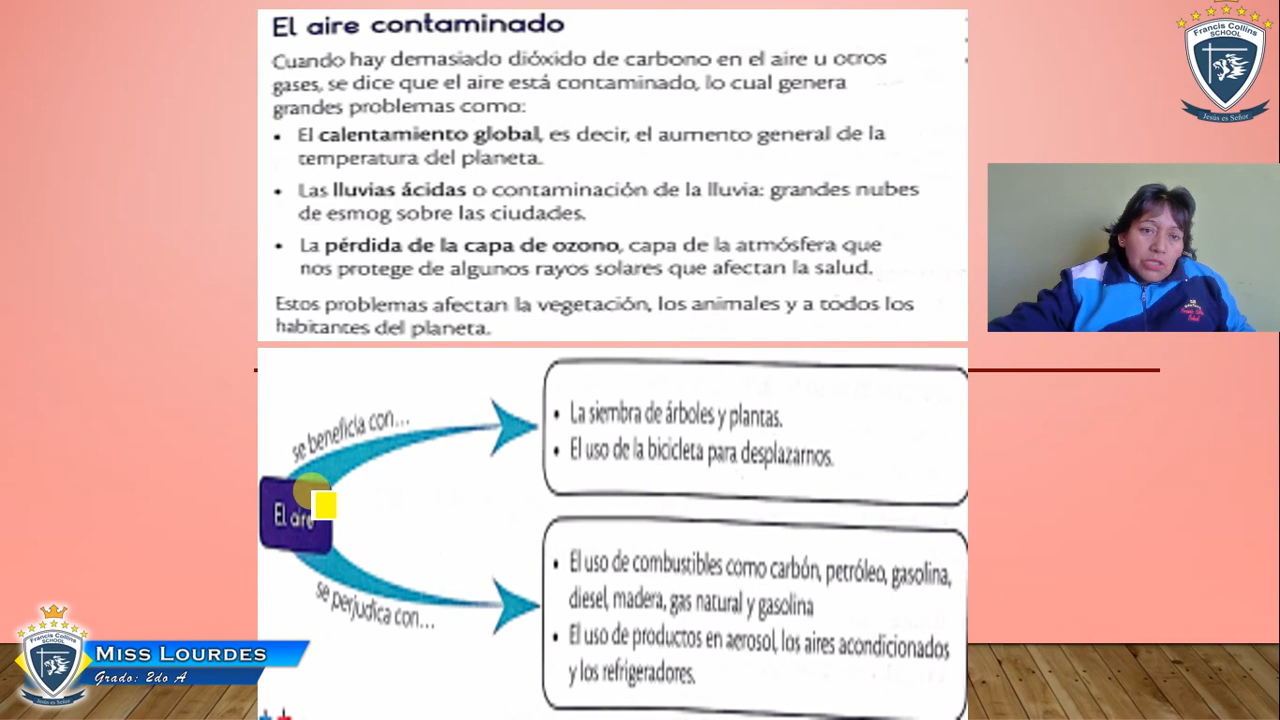 El aire contaminado
Cuando hay demasiado dióxido de carbono en el aire u otros
gases, se dice que el aire está contaminado, lo cual genera
grandes problemas como:
• El calentamiento global, es decir, el aumento general de la
temperatura del planeta.
• Las lluvias ácidas o contaminación de la lluvia: grandes nubes
de esmog sobre las ciudades.
• La pérdida de la capa de ozono, capa de la atmósfera que
nos protege de algunos rayos solares que afectan la salud.
Estos problemas afectan la vegetación, los animales y a todos los
habitantes del planeta.
El aire
se beneficia con...
• La siembra de árboles y plantas.
• El uso de la bicicleta para desplazarnos.
se perjudica con...
• El uso de combustibles como carbón, petróleo, gasolina,
diesel, madera, gas natural y gasolina
• El uso de productos en aerosol, los aires acondicionados
y los refrigeradores.
Francis Collins
SCHOOL
Jesús es Señor
Francis Collins
SCHOOL
Jesús es Señor
MISS LOURDES
Grado: 2do A